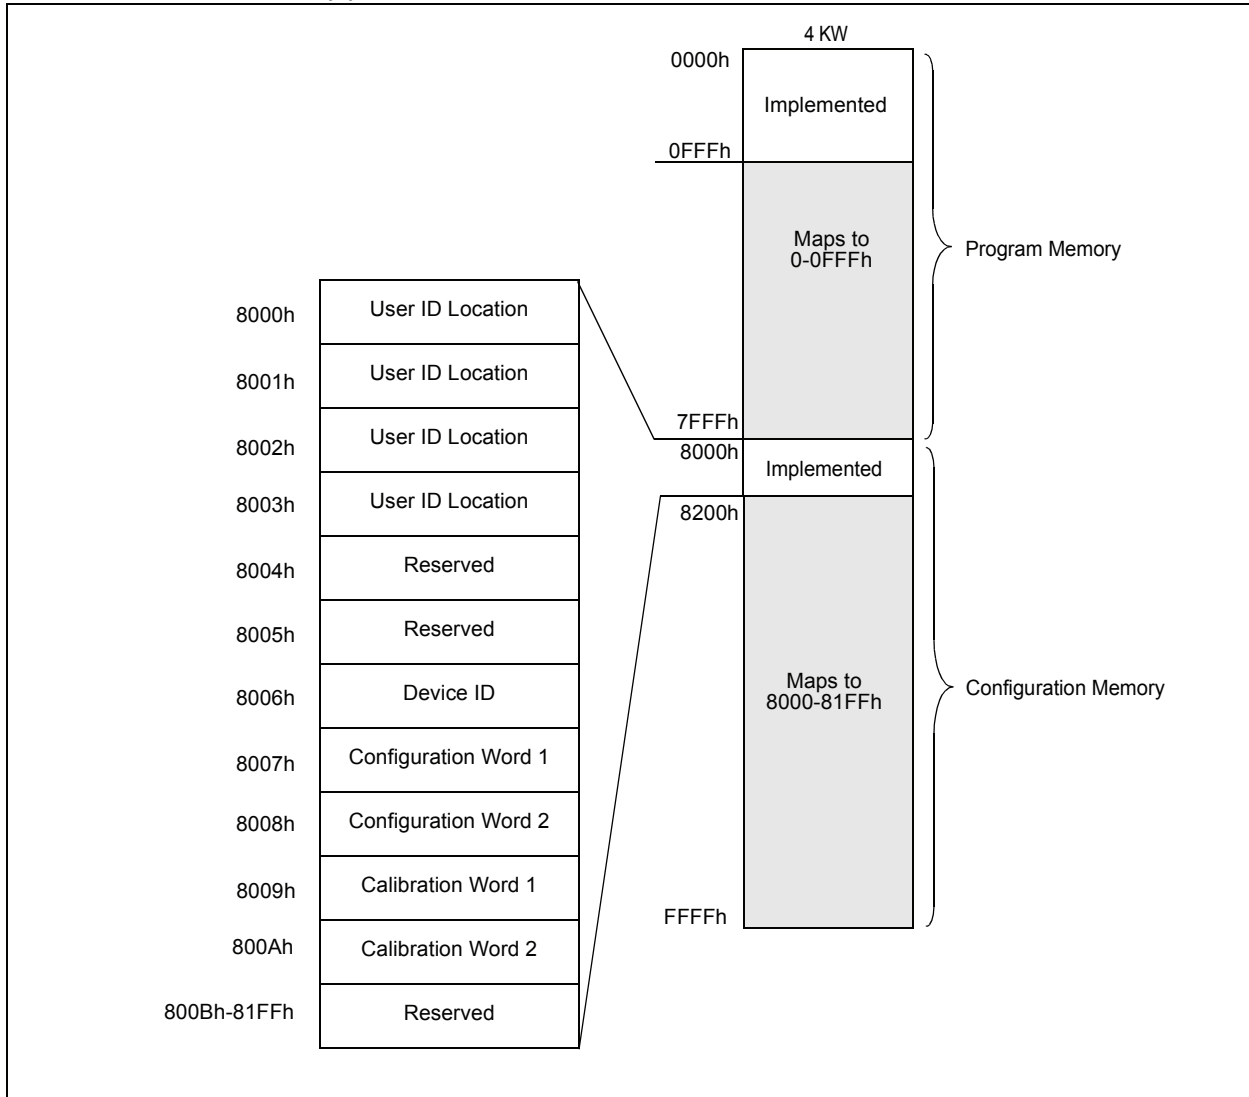 4 KW
0000h
Implemented
0FFFh
Maps to
0-0FFFh
Program Memory
7FFFh
8000h
Implemented
8200h
Maps to
8000-81FFh
Configuration Memory
FFFFh
8000h User ID Location
8001h User ID Location
8002h User ID Location
8003h User ID Location
8004h Reserved
8005h Reserved
8006h Device ID
8007h Configuration Word 1
8008h Configuration Word 2
8009h Calibration Word 1
800Ah Calibration Word 2
800Bh-81FFh Reserved